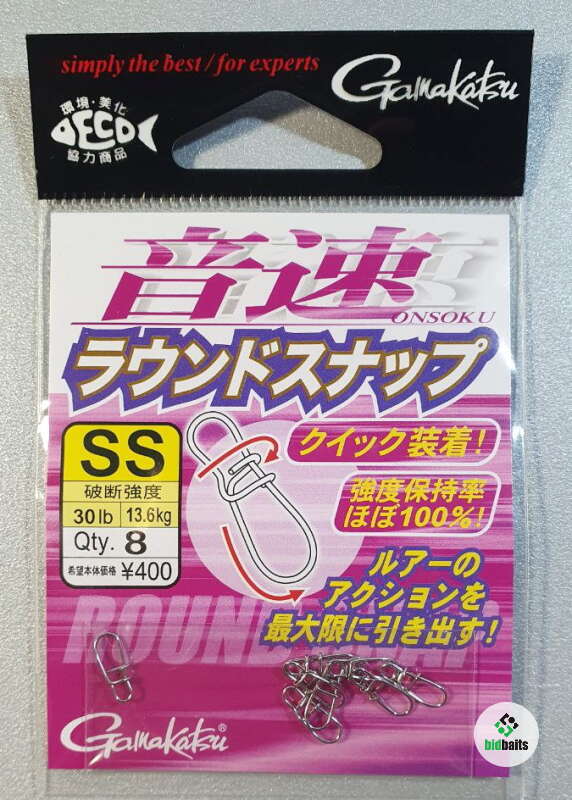 simply the best / for experts
Gamakatsu
環境・美化
ECO
協力商品
音速
ONSOKU
ラウンドスナップ
SS
破断強度
30lb 13.6kg
Qty. 8
希望本体価格 ¥400
クイック装着!
強度保持率
ほぼ100%!
ルアーの
アクションを
最大限に引き出す!
Gamakatsu®
bidbaits